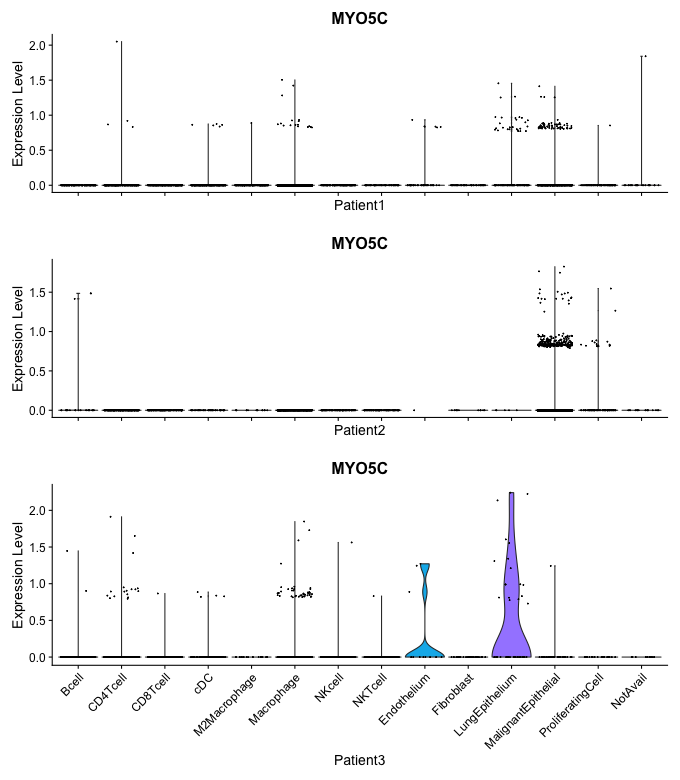 MYO5C
Expression Level
2.0
1.5
1.0
0.5
0.0
Patient1
MYO5C
Expression Level
1.5
1.0
0.5
0.0
Patient2
MYO5C
Expression Level
2.0
1.5
1.0
0.5
0.0
Bcell
CD4Tcell
CD8Tcell
cDC
M2Macrophage
Macrophage
NKcell
NKTcell
Endothelium
Fibroblast
LungEpithelium
MalignantEpithelial
ProliferatingCell
NotAvail
Patient3